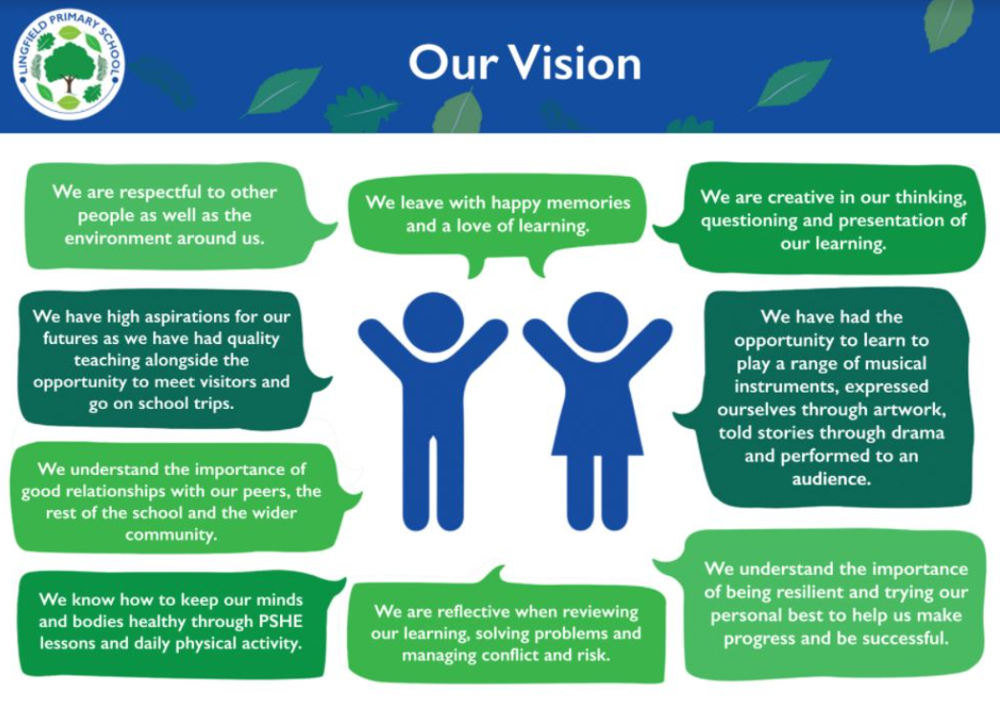 LINGFIELD PRIMARY SCHOOL
Our Vision
We are respectful to other
people as well as the
environment around us.
We leave with happy memories
and a love of learning.
We are creative in our thinking,
questioning and presentation of
our learning.
We have high aspirations for our
futures as we have had quality
teaching alongside the
opportunity to meet visitors and
go on school trips.
We have had the
opportunity to learn to
play a range of musical
instruments, expressed
ourselves through artwork,
told stories through drama
and performed to an
audience.
We understand the importance of
good relationships with our peers, the
rest of the school and the wider
community.
We know how to keep our minds
and bodies healthy through PSHE
lessons and daily physical activity.
We are reflective when reviewing
our learning, solving problems and
managing conflict and risk.
We understand the importance
of being resilient and trying our
personal best to help us make
progress and be successful.